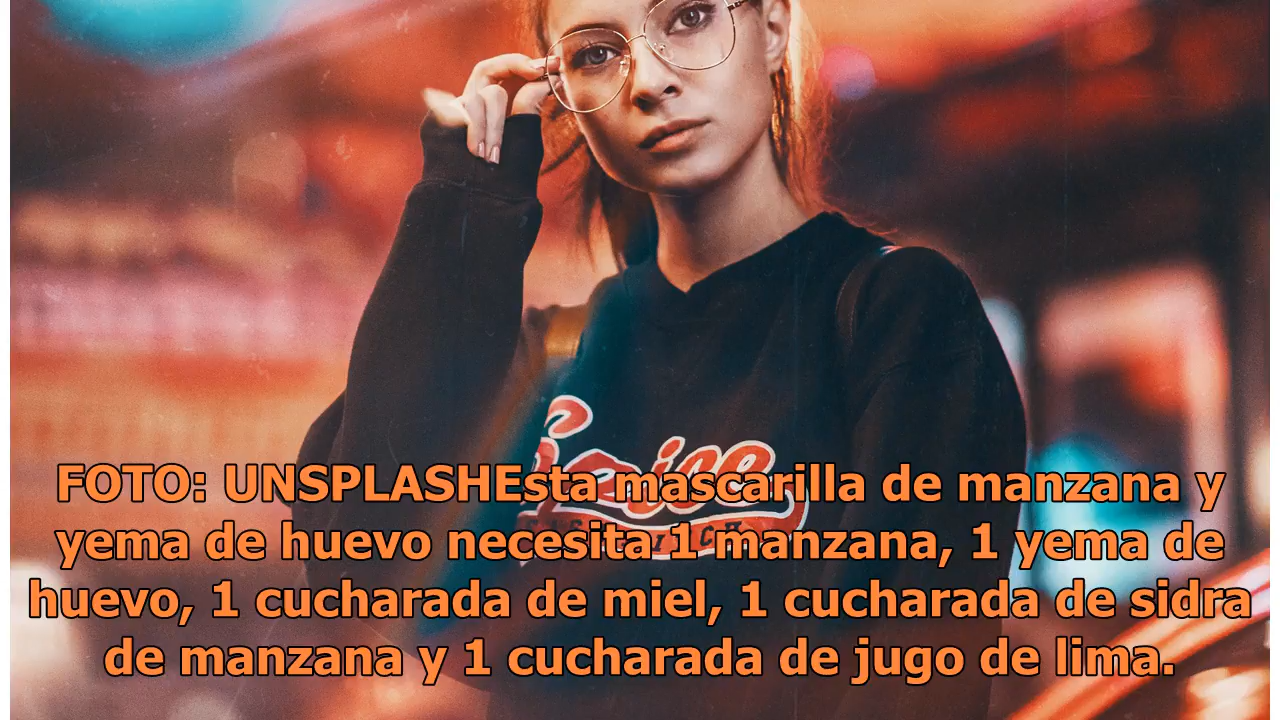 Venice
FOTO: UNSPLASHEsta mascarilla de manzana y
yema de huevo necesita 1 manzana, 1 yema de
huevo, 1 cucharada de miel, 1 cucharada de sidra
de manzana y 1 cucharada de jugo de lima.